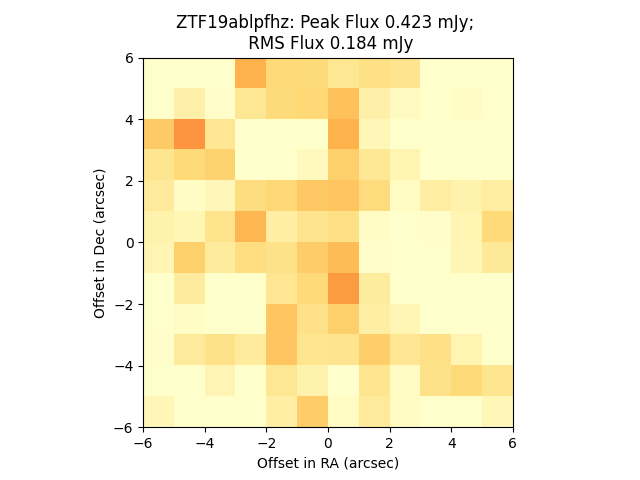 ZTF19ablpfhz: Peak Flux 0.423 mJy;
RMS Flux 0.184 mJy
6
4
2
0
−2
−4
−6
Offset in Dec (arcsec)
−6 −4 −2 0 2 4 6
Offset in RA (arcsec)